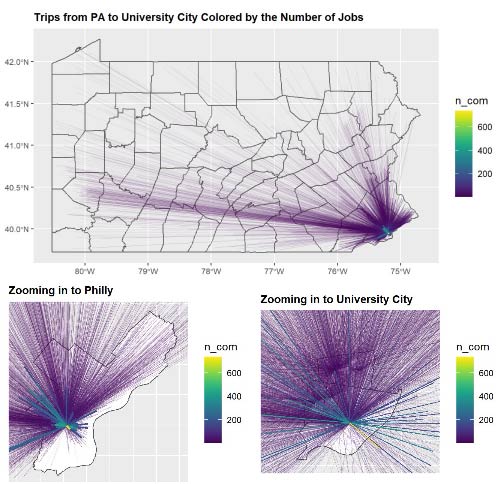 Trips from PA to University City Colored by the Number of Jobs
42.0°N
41.5°N
41.0°N
40.5°N
40.0°N
80°W
79°W
78°W
77°W
76°W
75°W
n_com
600
400
200
Zooming in to Philly
n_com
600
400
200
Zooming in to University City
n_com
600
400
200